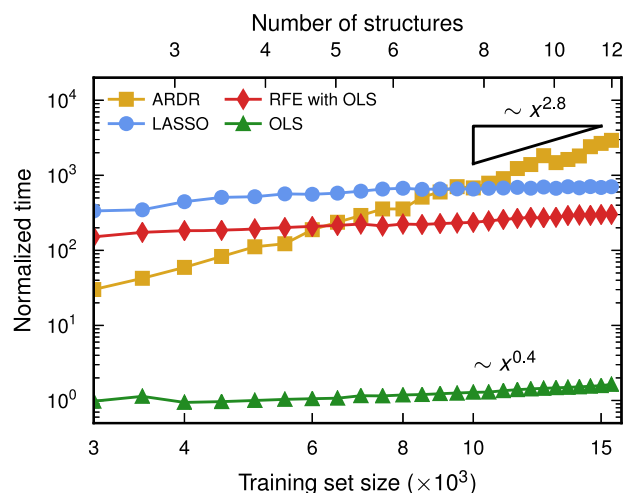 Number of structures
3 4 5 6 8 10 12
Normalized time
10^4
10^3
10^2
10^1
10^0
ARDR
LASSO
RFE with OLS
OLS
~ x^2.8
~ x^0.4
3 4 6 8 10 15
Training set size (×10^3)